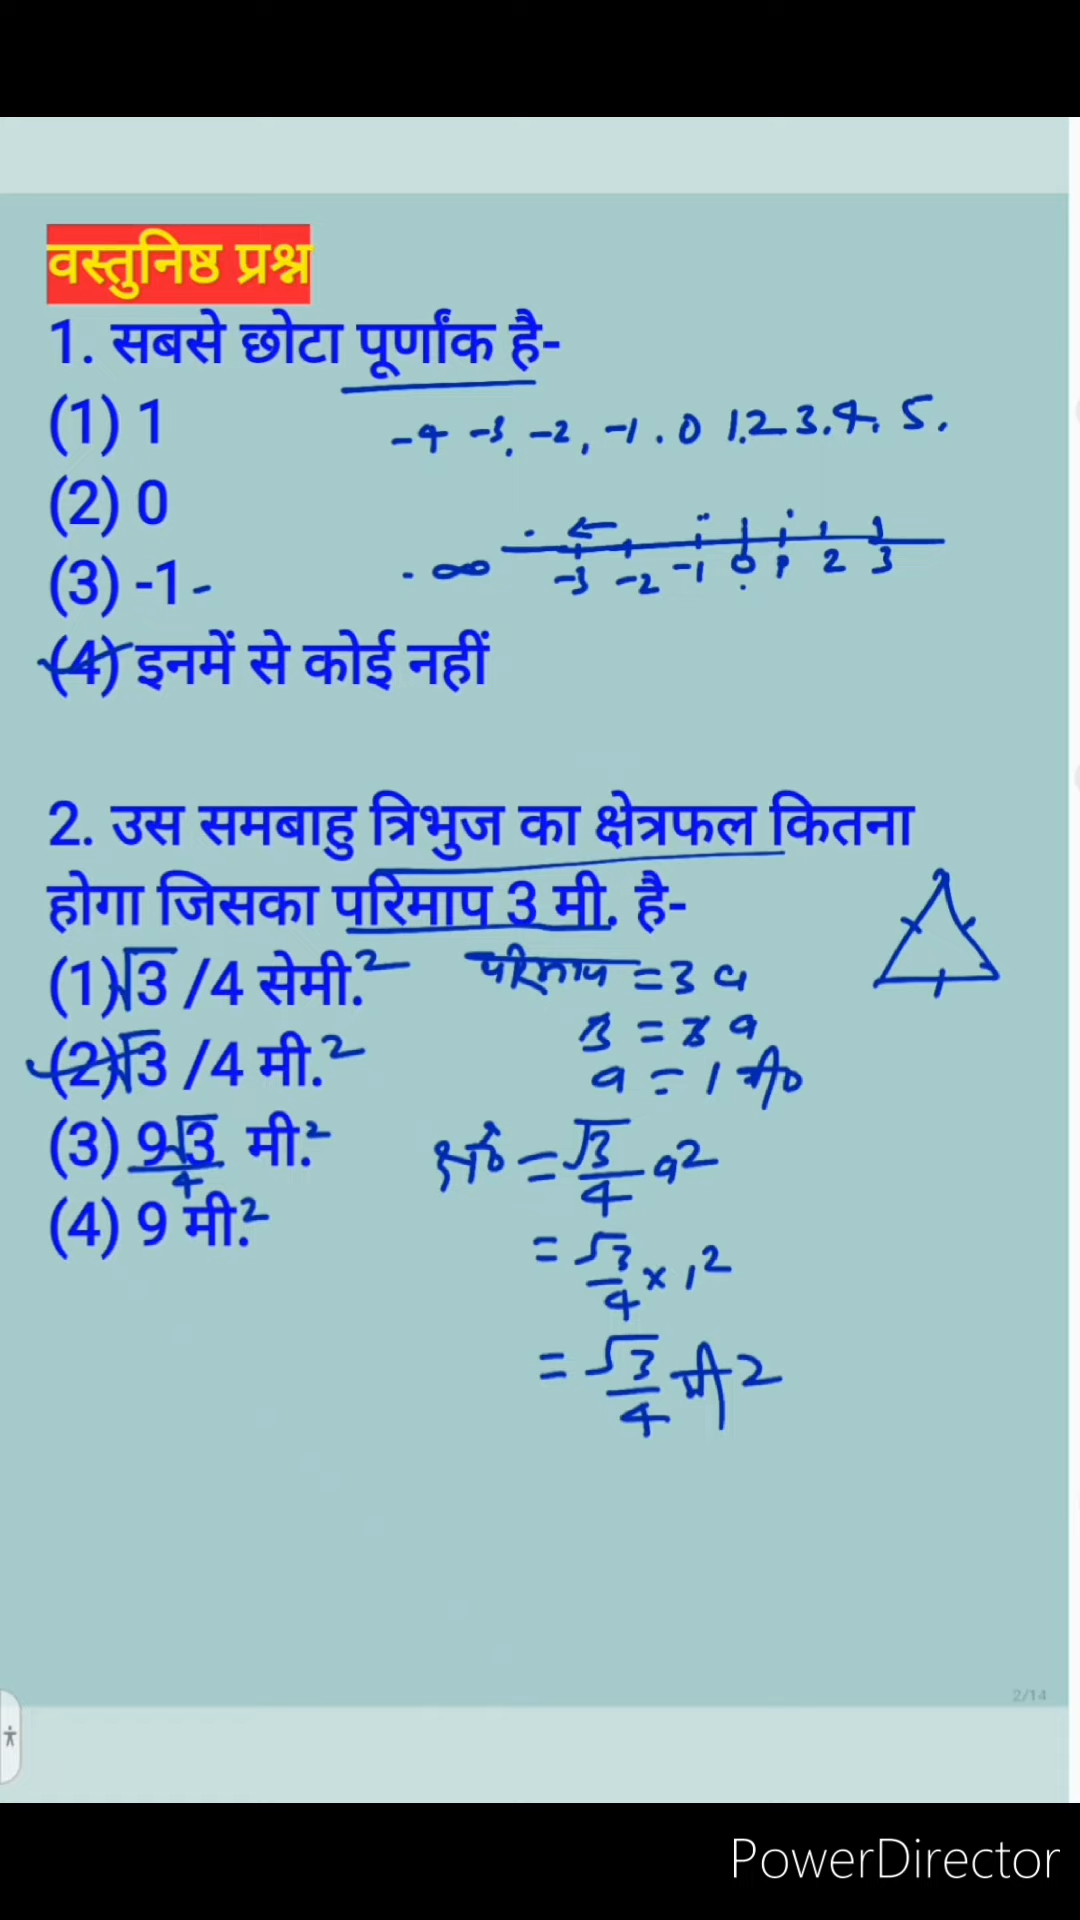 वस्तुनिष्ठ प्रश्न
1. सबसे छोटा पूर्णांक है-
(1) 1
-4 -3, -2, -1 . 0 1.2 3.4. 5.
(2) 0
(3) -1 -
- ∞ -3 -2 -1 0 1 2 3
(4) इनमें से कोई नहीं
2. उस समबाहु त्रिभुज का क्षेत्रफल कितना
होगा जिसका परिमाप 3 मी. है-
(1) √3 /4 सेमी.²
परिमाप = 3 a
(2) √3 /4 मी.²
3 = 3 a
a = 1 मी०
(3) 9√3/4 मी.²
क्षे० = √3/4 a²
(4) 9 मी.²
= √3/4 × 1²
= √3/4 मी2
2/14
PowerDirector